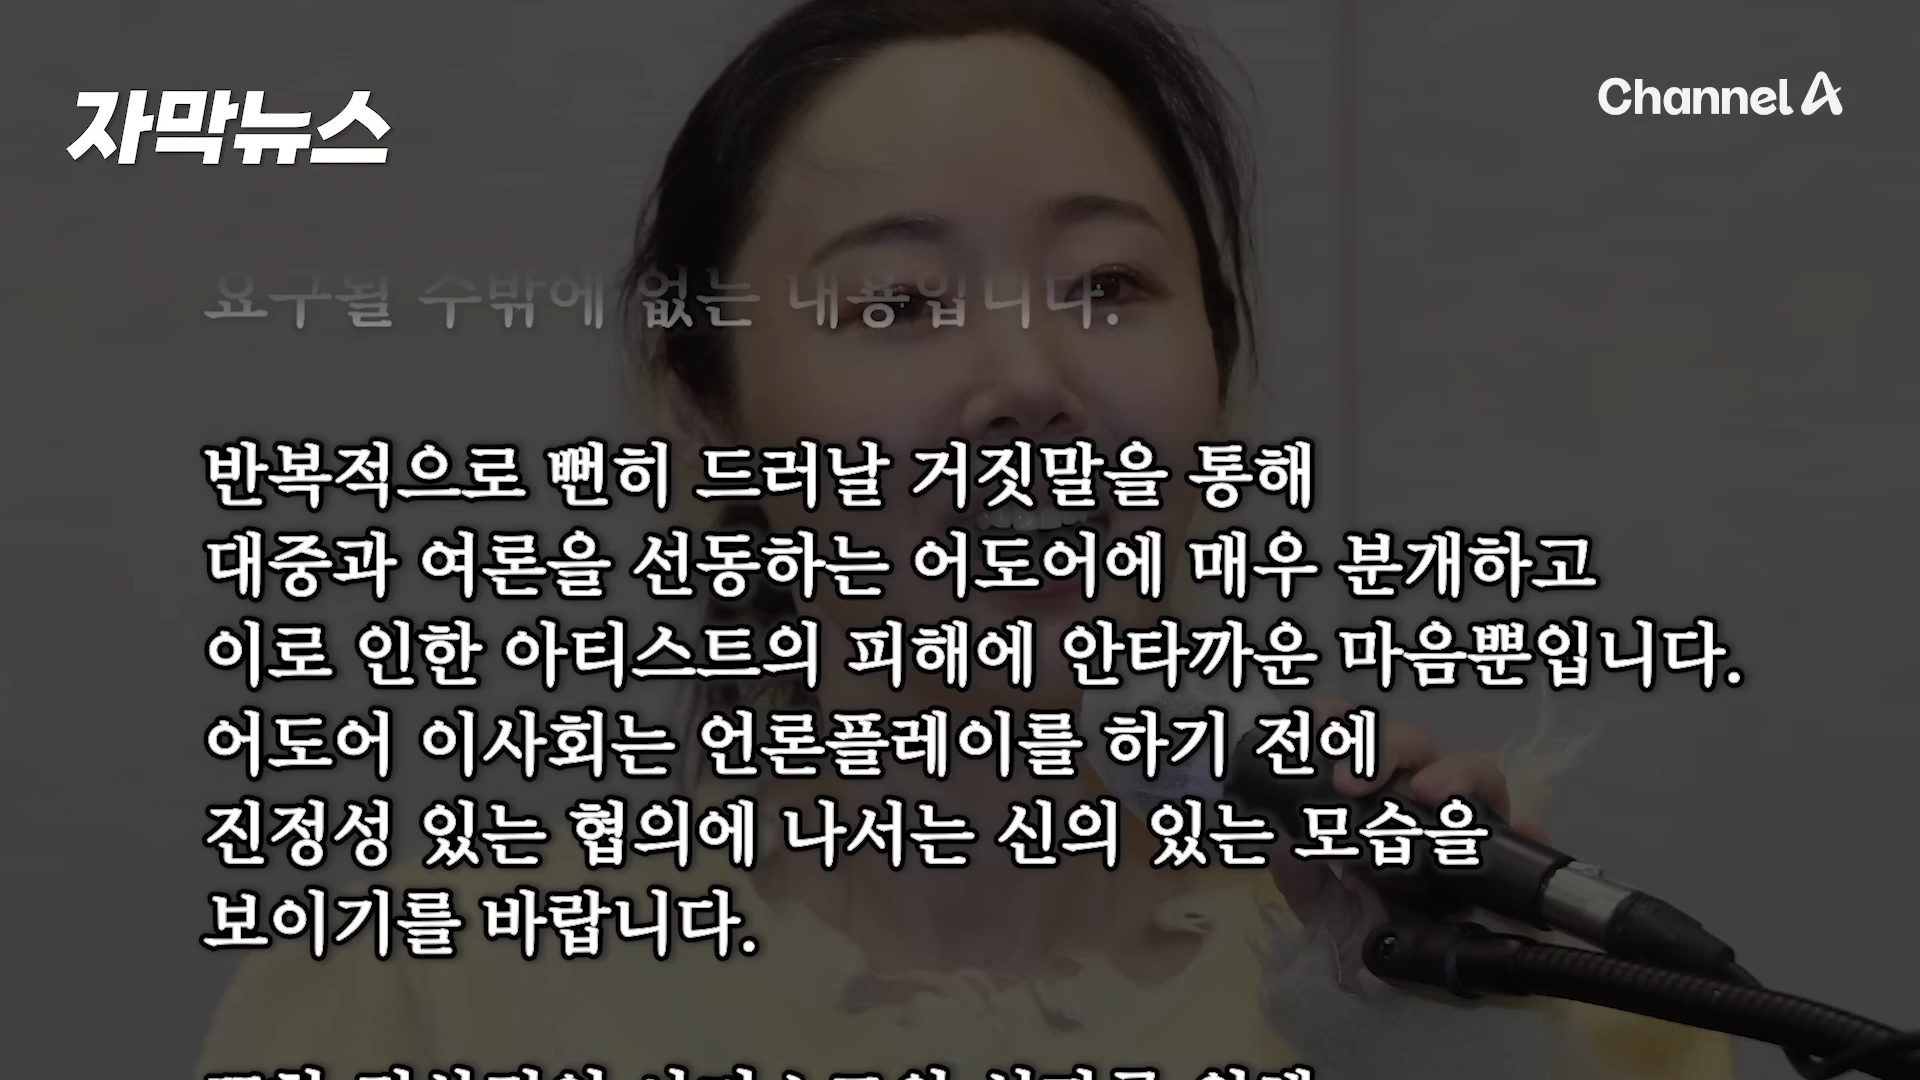 자막뉴스
Channel A
요구될 수밖에 없는 내용입니다.
반복적으로 뻔히 드러날 거짓말을 통해
대중과 여론을 선동하는 어도어에 매우 분개하고
이로 인한 아티스트의 피해에 안타까운 마음뿐입니다.
어도어 이사회는 언론플레이를 하기 전에
진정성 있는 협의에 나서는 신의 있는 모습을
보이기를 바랍니다.